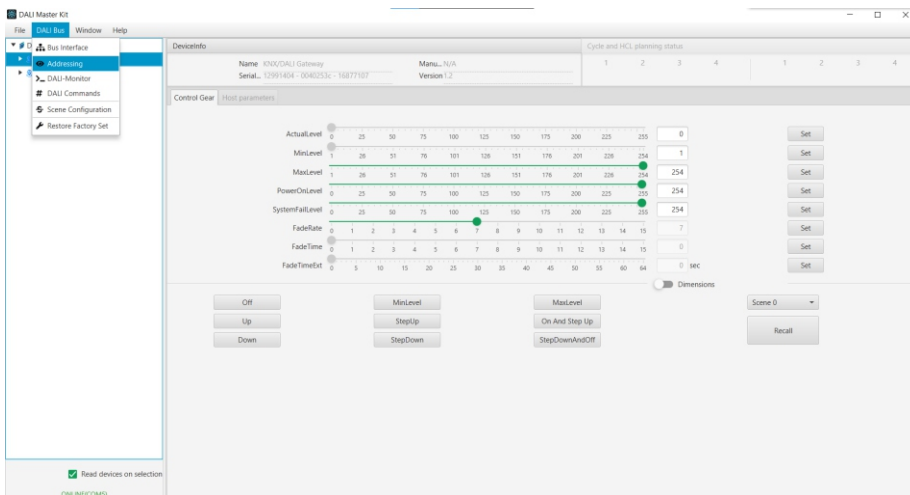 DALI Master Kit
File DALI Bus Window Help
Bus Interface
Addressing
DALI-Monitor
DALI Commands
Scene Configuration
Restore Factory Set
DeviceInfo
Cycle and HCL planning status
Name KNX/DALI Gateway Manu... N/A
Serial... 12991404 - 0040253c - 16877107 Version 1.2
1 2 3 4 1 2 3 4
Control Gear Host parameters
ActualLevel 0 25 50 75 100 125 150 175 200 225 255 0 Set
MinLevel 1 26 51 76 101 126 151 176 201 226 254 1 Set
MaxLevel 1 26 51 76 101 126 151 176 201 226 254 254 Set
PowerOnLevel 0 25 50 75 100 125 150 175 200 225 255 254 Set
SystemFailLevel 0 25 50 75 100 125 150 175 200 225 255 254 Set
FadeRate 0 1 2 3 4 5 6 7 8 9 10 11 12 13 14 15 7 Set
FadeTime 0 1 2 3 4 5 6 7 8 9 10 11 12 13 14 15 0 Set
FadeTimeExt 0 5 10 15 20 25 30 35 40 45 50 55 60 64 0 sec Set
Dimensions
Off MinLevel MaxLevel Scene 0
Up StepUp On And Step Up
Recall
Down StepDown StepDownAndOff
Read devices on selection
ONLINE(COM5)